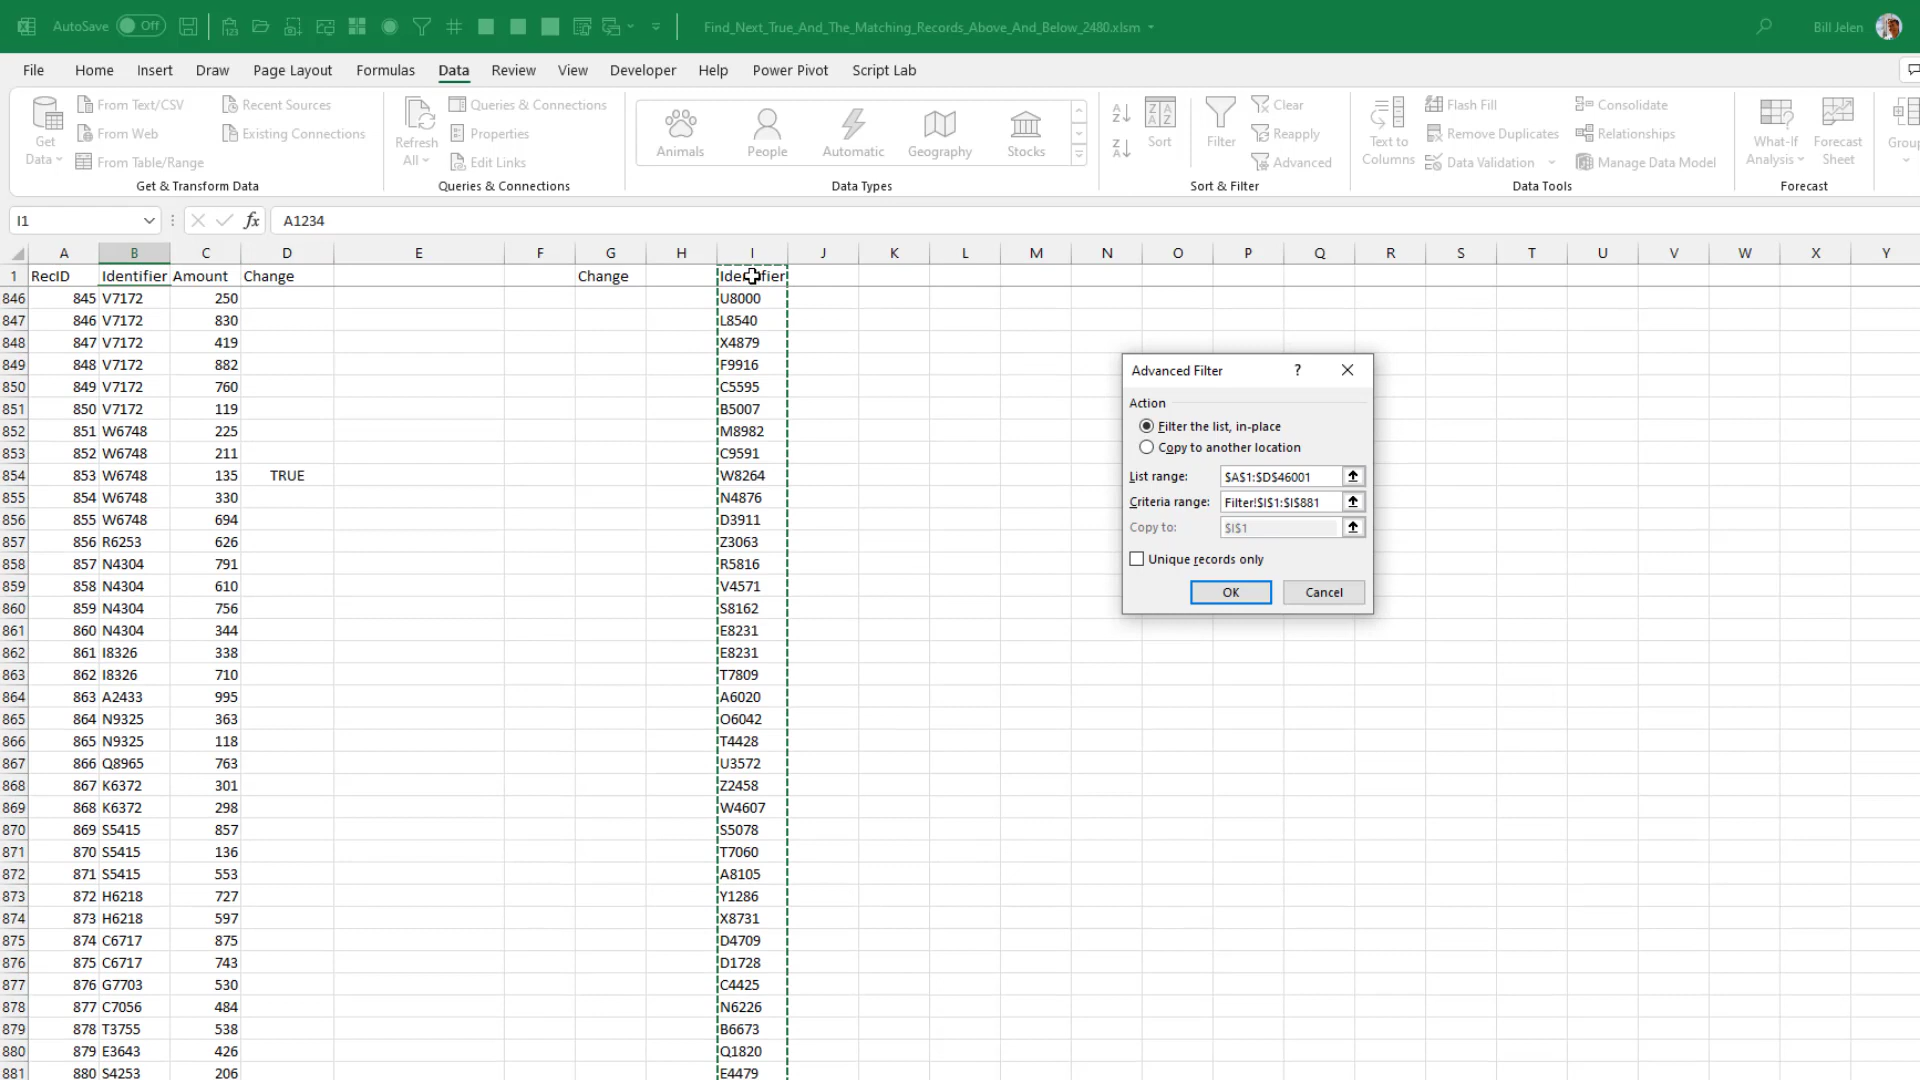 AutoSave Off Find_Next_True_And_The_Matching_Records_Above_And_Below_2480.xlsm Bill Jelen
File Home Insert Draw Page Layout Formulas Data Review View Developer Help Power Pivot Script Lab
Get Data From Text/CSV From Web From Table/Range Recent Sources Existing Connections
Get & Transform Data
Refresh All Queries & Connections Properties Edit Links
Queries & Connections
Animals People Automatic Geography Stocks
Data Types
Sort Filter Clear Reapply Advanced
Sort & Filter
Text to Columns Flash Fill Remove Duplicates Data Validation Consolidate Relationships Manage Data Model
Data Tools
What-If Analysis Forecast Sheet
Forecast
Group
I1 fx A1234
A B C D E F G H I J K L M N O P Q R S T U V W X Y
1 RecID Identifier Amount Change Change Identifier
846 845 V7172 250 U8000
847 846 V7172 830 L8540
848 847 V7172 419 X4879
849 848 V7172 882 F9916
850 849 V7172 760 C5595
851 850 V7172 119 B5007
852 851 W6748 225 M8982
853 852 W6748 211 C9591
854 853 W6748 135 TRUE W8264
855 854 W6748 330 N4876
856 855 W6748 694 D3911
857 856 R6253 626 Z3063
858 857 N4304 791 R5816
859 858 N4304 610 V4571
860 859 N4304 756 S8162
861 860 N4304 344 E8231
862 861 I8326 338 E8231
863 862 I8326 710 T7809
864 863 A2433 995 A6020
865 864 N9325 363 O6042
866 865 N9325 118 T4428
867 866 Q8965 763 U3572
868 867 K6372 301 Z2458
869 868 K6372 298 W4607
870 869 S5415 857 S5078
871 870 S5415 136 T7060
872 871 S5415 553 A8105
873 872 H6218 727 Y1286
874 873 H6218 597 X8731
875 874 C6717 875 D4709
876 875 C6717 743 D1728
877 876 G7703 530 C4425
878 877 C7056 484 N6226
879 878 T3755 538 B6673
880 879 E3643 426 Q1820
881 880 S4253 206 E4479
Advanced Filter ?
Action
Filter the list, in-place
Copy to another location
List range: $A$1:$D$46001
Criteria range: Filter!$I$1:$I$881
Copy to: $I$1
Unique records only
OK Cancel